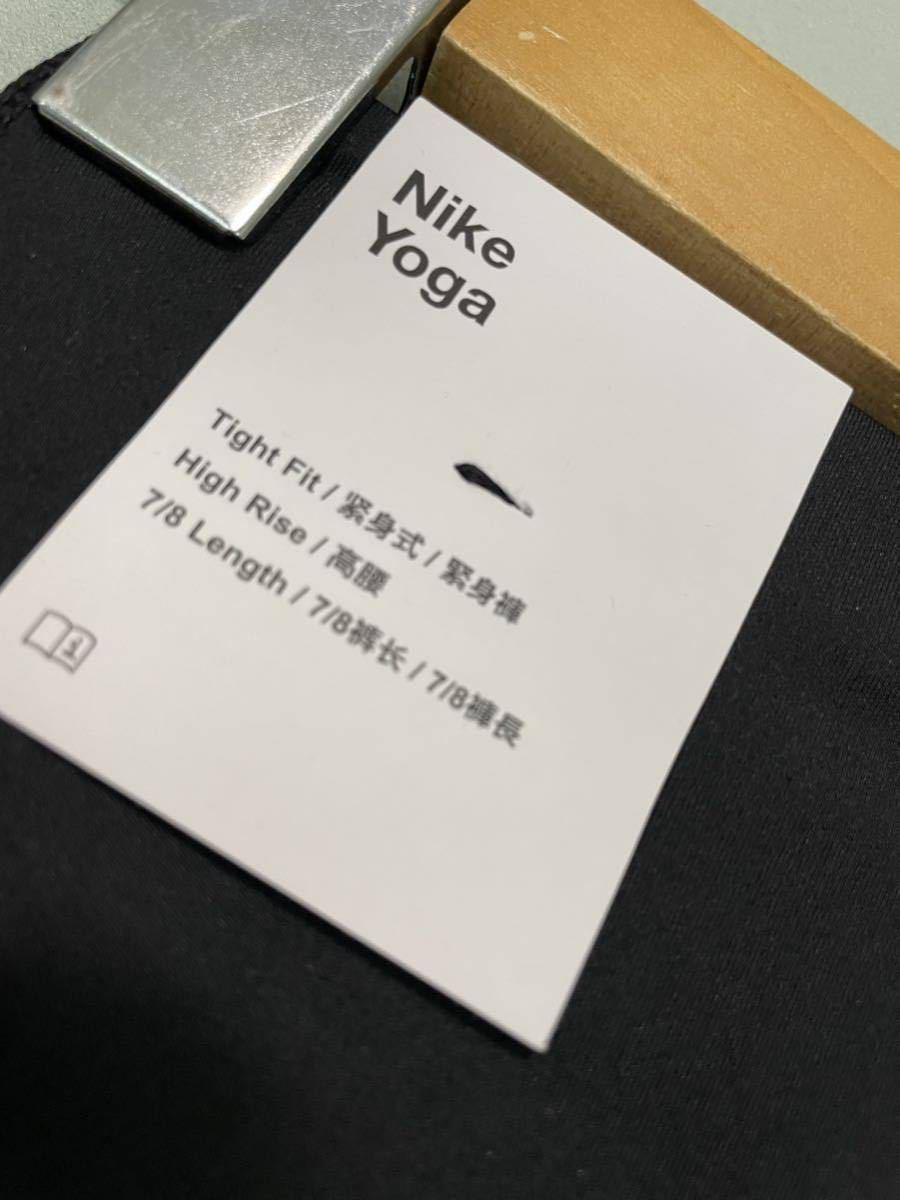 Nike
Yoga
Tight Fit / 紧身式 / 緊身褲
High Rise / 高腰
7/8 Length / 7/8裤长 / 7/8褲長